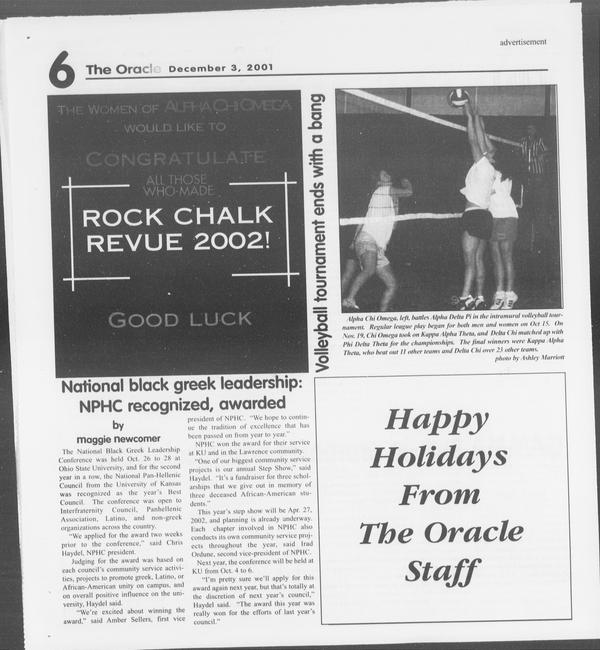 advertisement
6 The Oracle December 3, 2001
THE WOMEN OF ALPHA CHI OMEGA
WOULD LIKE TO
CONGRATULATE
ALL THOSE
WHO MADE
ROCK CHALK
REVUE 2002!
GOOD LUCK
Volleyball tournament ends with a bang
Alpha Chi Omega, left, battles Alpha Delta Pi in the intramural volleyball tour-
nament. Regular league play began for both men and women on Oct 15. On
Nov. 19, Chi Omega took on Kappa Alpha Theta, and Delta Chi matched up with
Phi Delta Theta for the championships. The final winners were Kappa Alpha
Theta, who beat out 11 other teams and Delta Chi over 23 other teams.
photo by Ashley Marriott
National black greek leadership:
NPHC recognized, awarded
by
maggie newcomer
The National Black Greek Leadership
Conference was held Oct. 26 to 28 at
Ohio State University, and for the second
year in a row, the National Pan-Hellenic
Council from the University of Kansas
was recognized as the year's Best
Council. The conference was open to
Interfraternity Council, Panhellenic
Association, Latino, and non-greek
organizations across the country.
"We applied for the award two weeks
prior to the conference," said Chris
Haydel, NPHC president.
Judging for the award was based on
each council's community service activi-
ties, projects to promote greek, Latino, or
African-American unity on campus, and
on overall positive influence on the uni-
versity, Haydel said.
"We're excited about winning the
award," said Amber Sellers, first vice
president of NPHC. "We hope to contin-
ue the tradition of excellence that has
been passed on from year to year."
NPHC won the award for their service
at KU and in the Lawrence community.
"One of our biggest community service
projects is our annual Step Show," said
Haydel. "It's a fundraiser for three schol-
arships that we give out in memory of
three deceased African-American stu-
dents."
This year's step show will be Apr. 27,
2002, and planning is already underway.
Each chapter involved in NPHC also
conducts its own community service proj-
ects throughout the year, said Irad
Ordune, second vice-president of NPHC.
Next year, the conference will be held at
KU from Oct. 4 to 6.
"I'm pretty sure we'll apply for this
award again next year, but that's totally at
the discretion of next year's council,"
Haydel said. "The award this year was
really won for the efforts of last year's
council."
Happy
Holidays
From
The Oracle
Staff